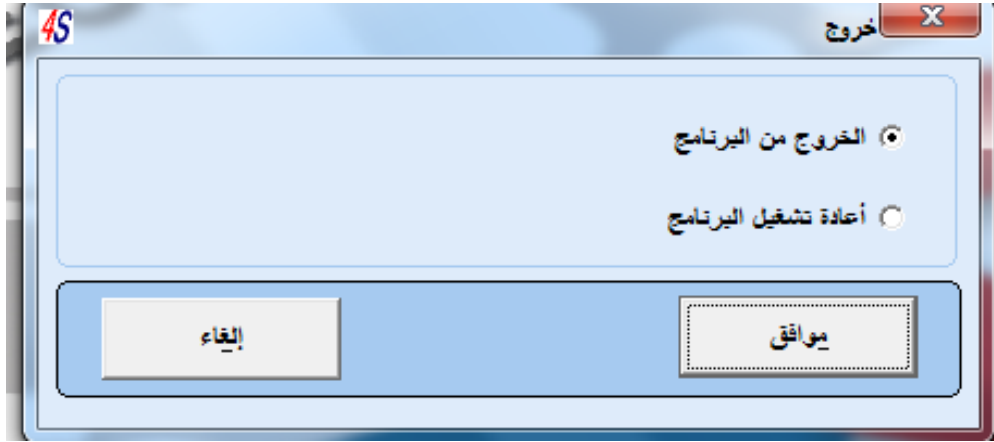 خروج
4S
الخروج من البرنامج
أعادة تشغيل البرنامج
موافق
إلغاء